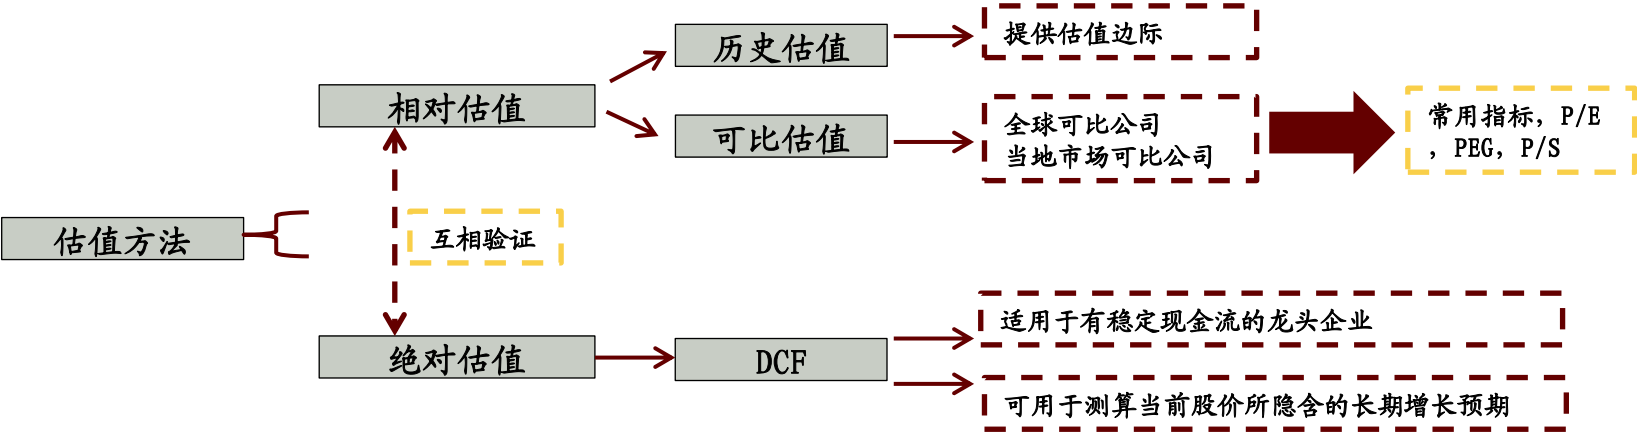 历史估值
提供估值边际
相对估值
可比估值
全球可比公司
当地市场可比公司
常用指标，P/E
，PEG，P/S
估值方法
互相验证
绝对估值
DCF
适用于有稳定现金流的龙头企业
可用于测算当前股价所隐含的长期增长预期